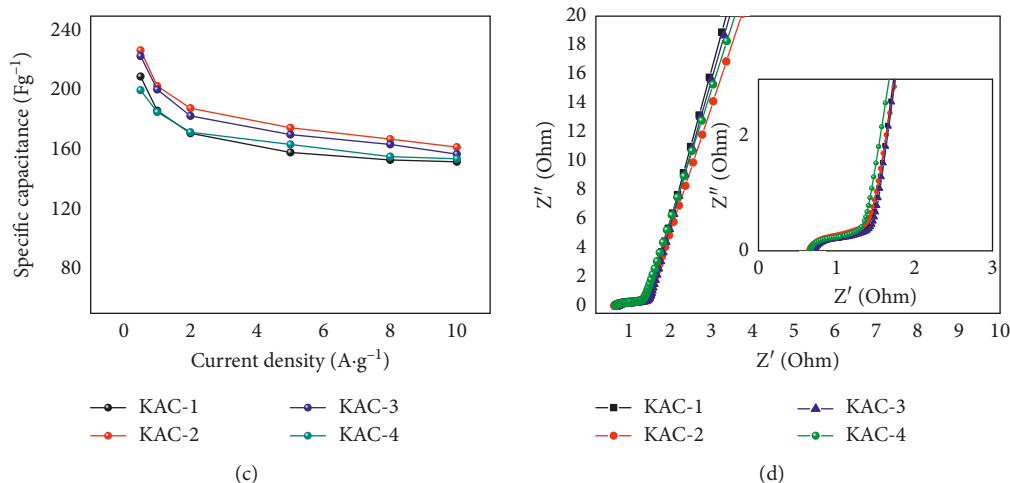 240
200
160
120
80
Specific capacitance (Fg⁻¹)
0 2 4 6 8 10
Current density (A·g⁻¹)
KAC-1
KAC-2
KAC-3
KAC-4
(c)
20
18
16
14
12
10
8
6
4
2
0
Z″ (Ohm)
1 2 3 4 5 6 7 8 9 10
Z′ (Ohm)
2
0
Z″ (Ohm)
0 1 2 3
Z′ (Ohm)
KAC-1
KAC-2
KAC-3
KAC-4
(d)